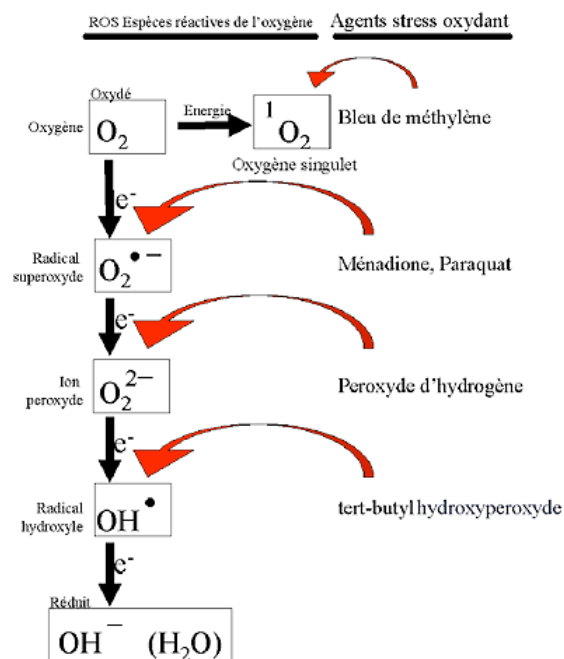 ROS Espèces réactives de l'oxygène
Agents stress oxydant
Oxydé
Oxygène
O₂
Energie
¹O₂
Bleu de méthylène
Oxygène singulet
e⁻
Radical
superoxyde
O₂•⁻
Ménadione, Paraquat
e⁻
Ion
peroxyde
O₂²⁻
Peroxyde d'hydrogène
e⁻
Radical
hydroxyle
OH•
tert-butyl hydroxyperoxyde
e⁻
Réduit
OH⁻ (H₂O)